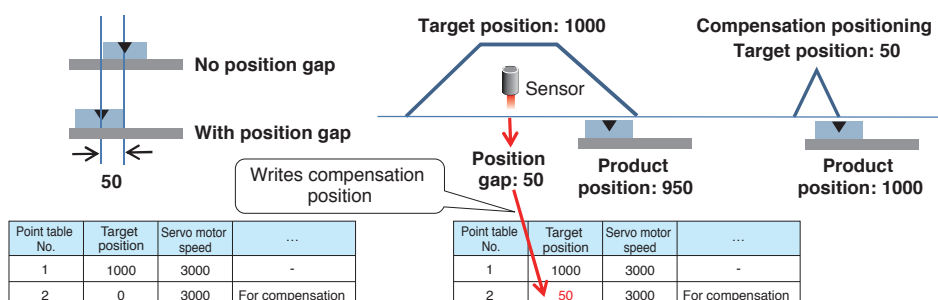 No position gap
With position gap
50
Target position: 1000
Sensor
Position
gap: 50
Product
position: 950
Compensation positioning
Target position: 50
Product
position: 1000
Writes compensation
position
Point table
No.
Target
position
Servo motor
speed
…
1
1000
3000
-
2
0
3000
For compensation
Point table
No.
Target
position
Servo motor
speed
…
1
1000
3000
-
2
50
3000
For compensation